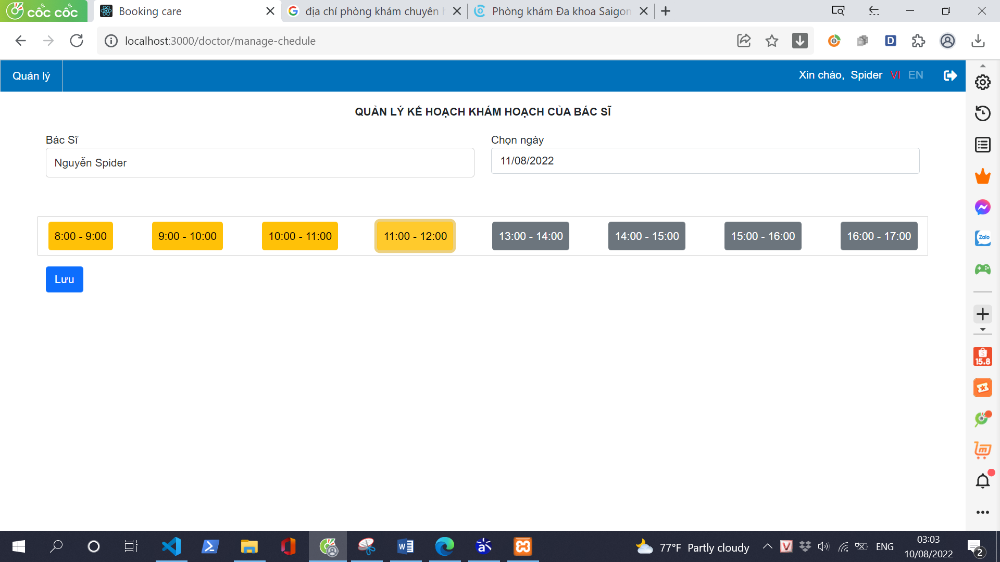 cốc cốc
Booking care
địa chỉ phòng khám chuyên
Phòng khám Đa khoa Saigon
localhost:3000/doctor/manage-chedule
D
Quản lý
Xin chào, Spider VI EN
QUẢN LÝ KẾ HOẠCH KHÁM HOẠCH CỦA BÁC SĨ
Bác Sĩ
Chọn ngày
Nguyễn Spider
11/08/2022
8:00 - 9:00
9:00 - 10:00
10:00 - 11:00
11:00 - 12:00
13:00 - 14:00
14:00 - 15:00
15:00 - 16:00
16:00 - 17:00
Lưu
Zalo
15.8
77°F Partly cloudy
ENG
03:03
10/08/2022
2